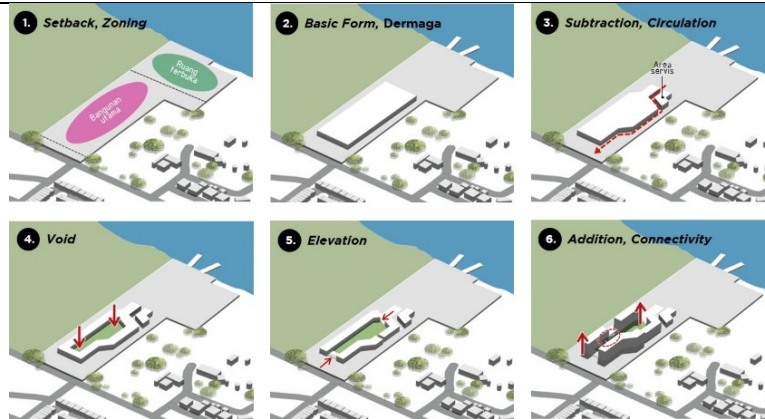 1. Setback, Zoning
Ruang
terbuka
Bangunan
utama
2. Basic Form, Dermaga
3. Subtraction, Circulation
Area
servis
4. Void
5. Elevation
6. Addition, Connectivity